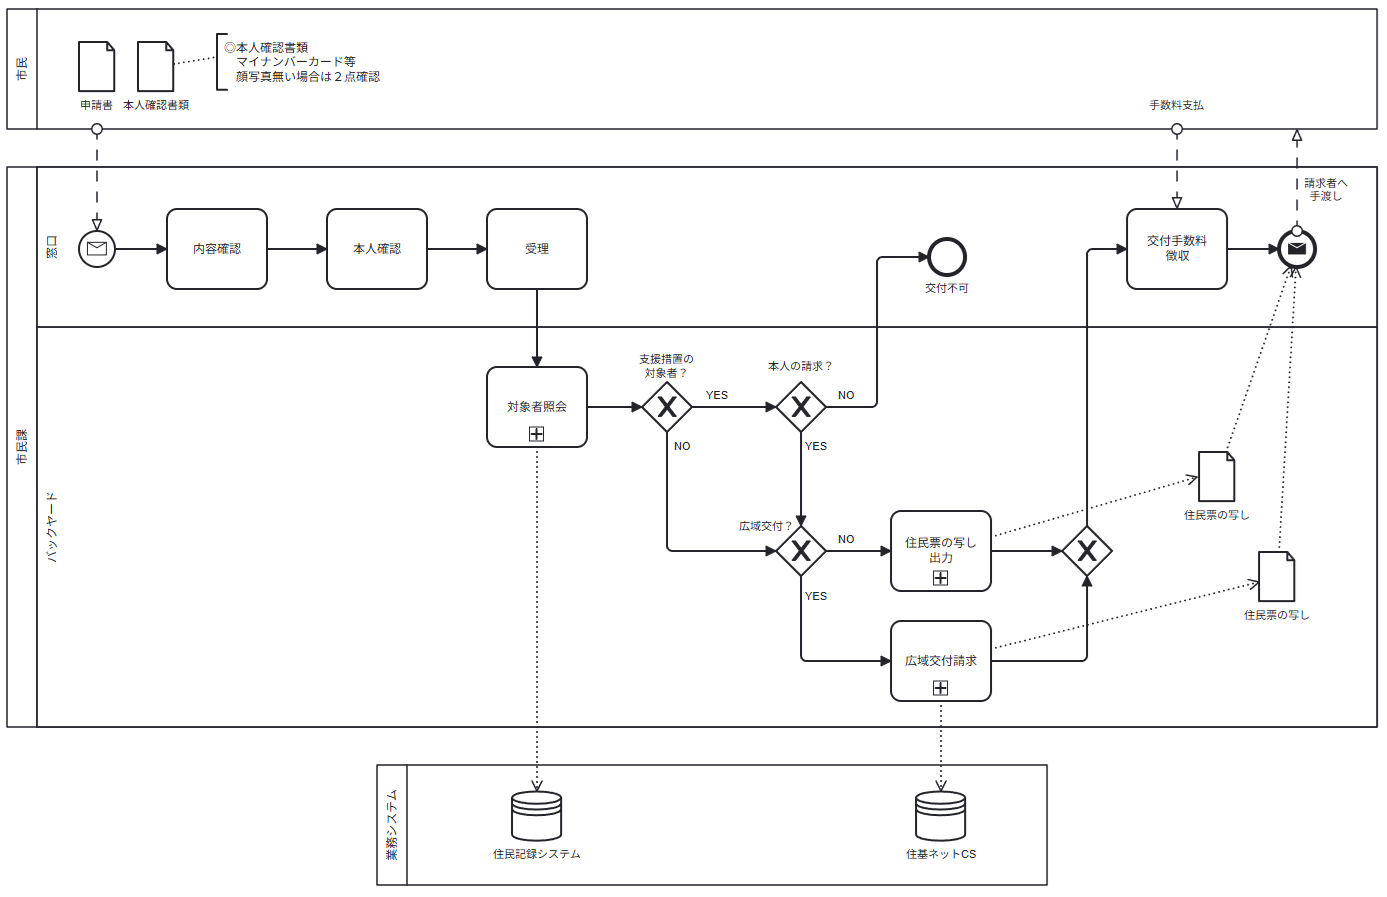 市民
申請書
本人確認書類
◎本人確認書類
マイナンバーカード等
顔写真無い場合は２点確認
手数料支払
請求者へ
手渡し
市民課
窓口
内容確認
本人確認
受理
交付不可
交付手数料
徴収
バックヤード
対象者照会
支援措置の
対象者？
YES
NO
本人の請求？
NO
YES
広域交付？
NO
YES
住民票の写し
出力
広域交付請求
住民票の写し
住民票の写し
業務システム
住民記録システム
住基ネットCS